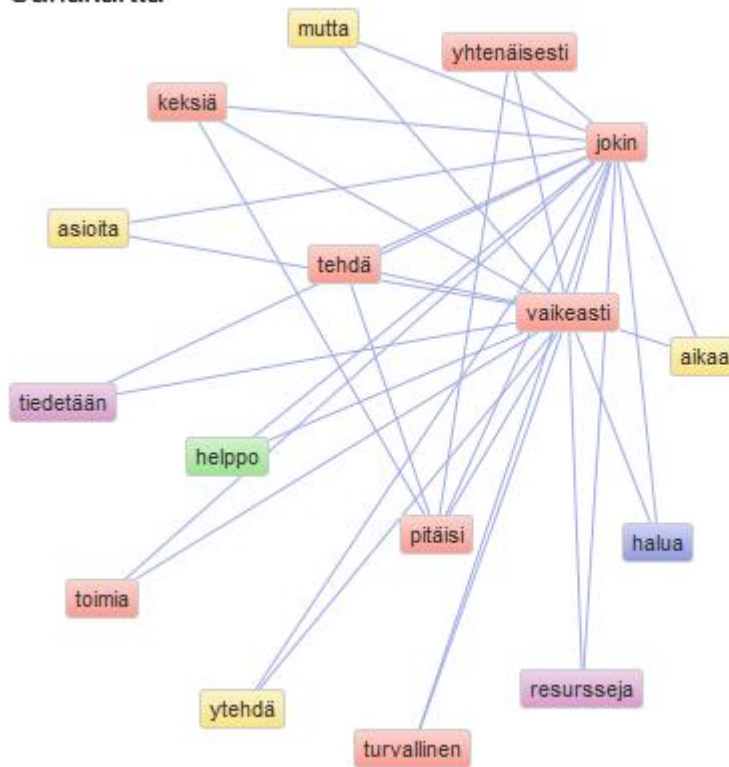 mutta
yhtenäisesti
keksiä
jokin
asioita
tehdä
vaikeasti
aikaa
tiedetään
helppo
pitäisi
halua
toimia
resursseja
ytehdä
turvallinen